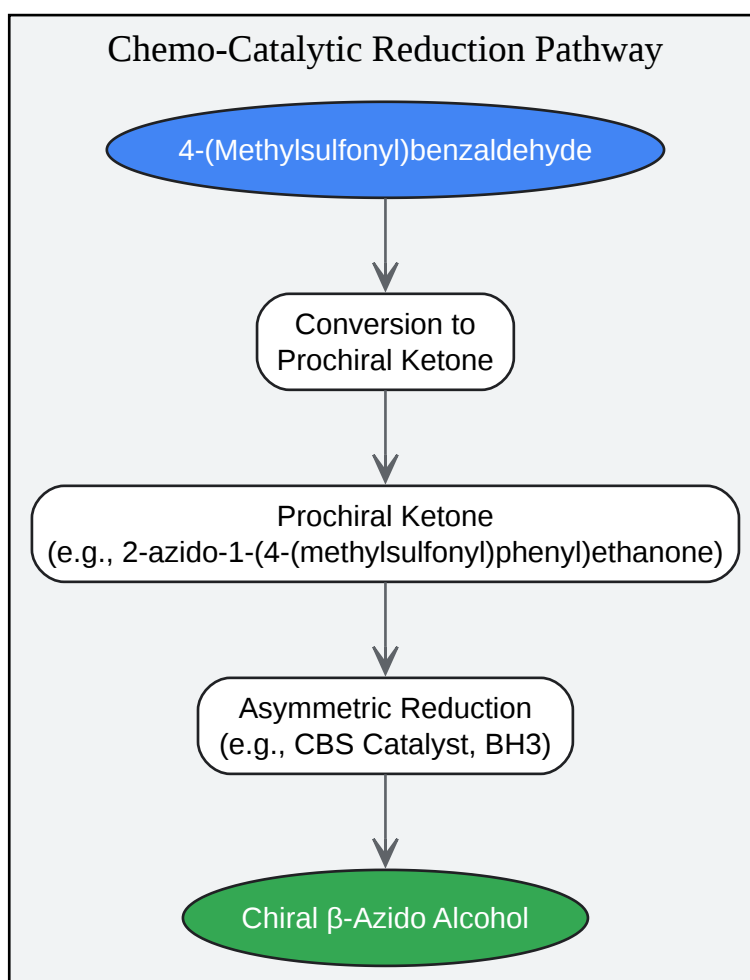 Chemo-Catalytic Reduction Pathway
4-(Methylsulfonyl)benzaldehyde
Conversion to
Prochiral Ketone
Prochiral Ketone
(e.g., 2-azido-1-(4-(methylsulfonyl)phenyl)ethanone)
Asymmetric Reduction
(e.g., CBS Catalyst, BH3)
Chiral β-Azido Alcohol